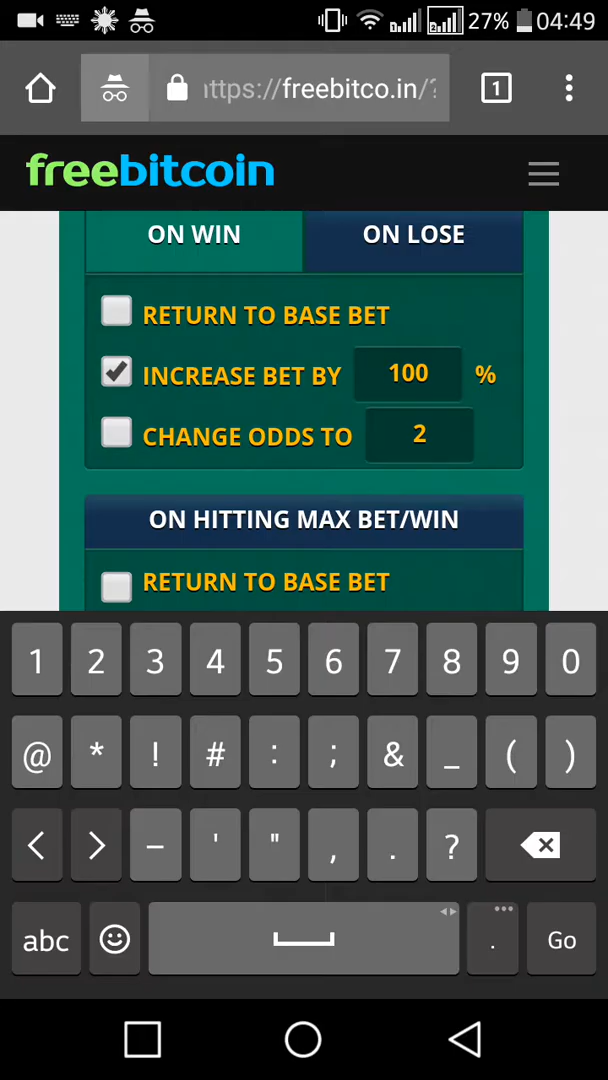 27% 04:49
ttps://freebitco.in/? 1
freebitcoin
ON WIN ON LOSE
RETURN TO BASE BET
INCREASE BET BY 100 %
CHANGE ODDS TO 2
ON HITTING MAX BET/WIN
RETURN TO BASE BET
1 2 3 4 5 6 7 8 9 0
@ * ! # : ; & _ ( )
< > – ' " , . ?
abc . Go